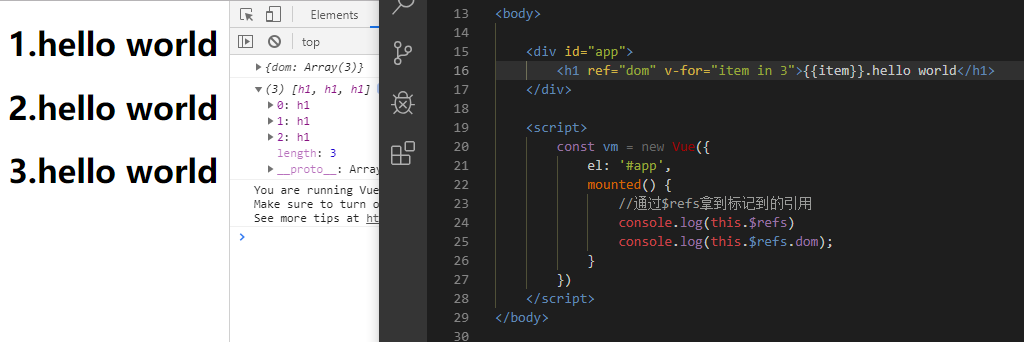 1.hello world
2.hello world
3.hello world
Elements
top
{dom: Array(3)}
(3) [h1, h1, h1]
0: h1
1: h1
2: h1
length: 3
__proto__: Array
You are running Vue
Make sure to turn o
See more tips at ht
13 <body>
14
15 <div id="app">
16 <h1 ref="dom" v-for="item in 3">{{item}}.hello world</h1>
17 </div>
18
19 <script>
20 const vm = new Vue({
21 el: '#app',
22 mounted() {
23 //通过$refs拿到标记到的引用
24 console.log(this.$refs)
25 console.log(this.$refs.dom);
26 }
27 })
28 </script>
29 </body>
30